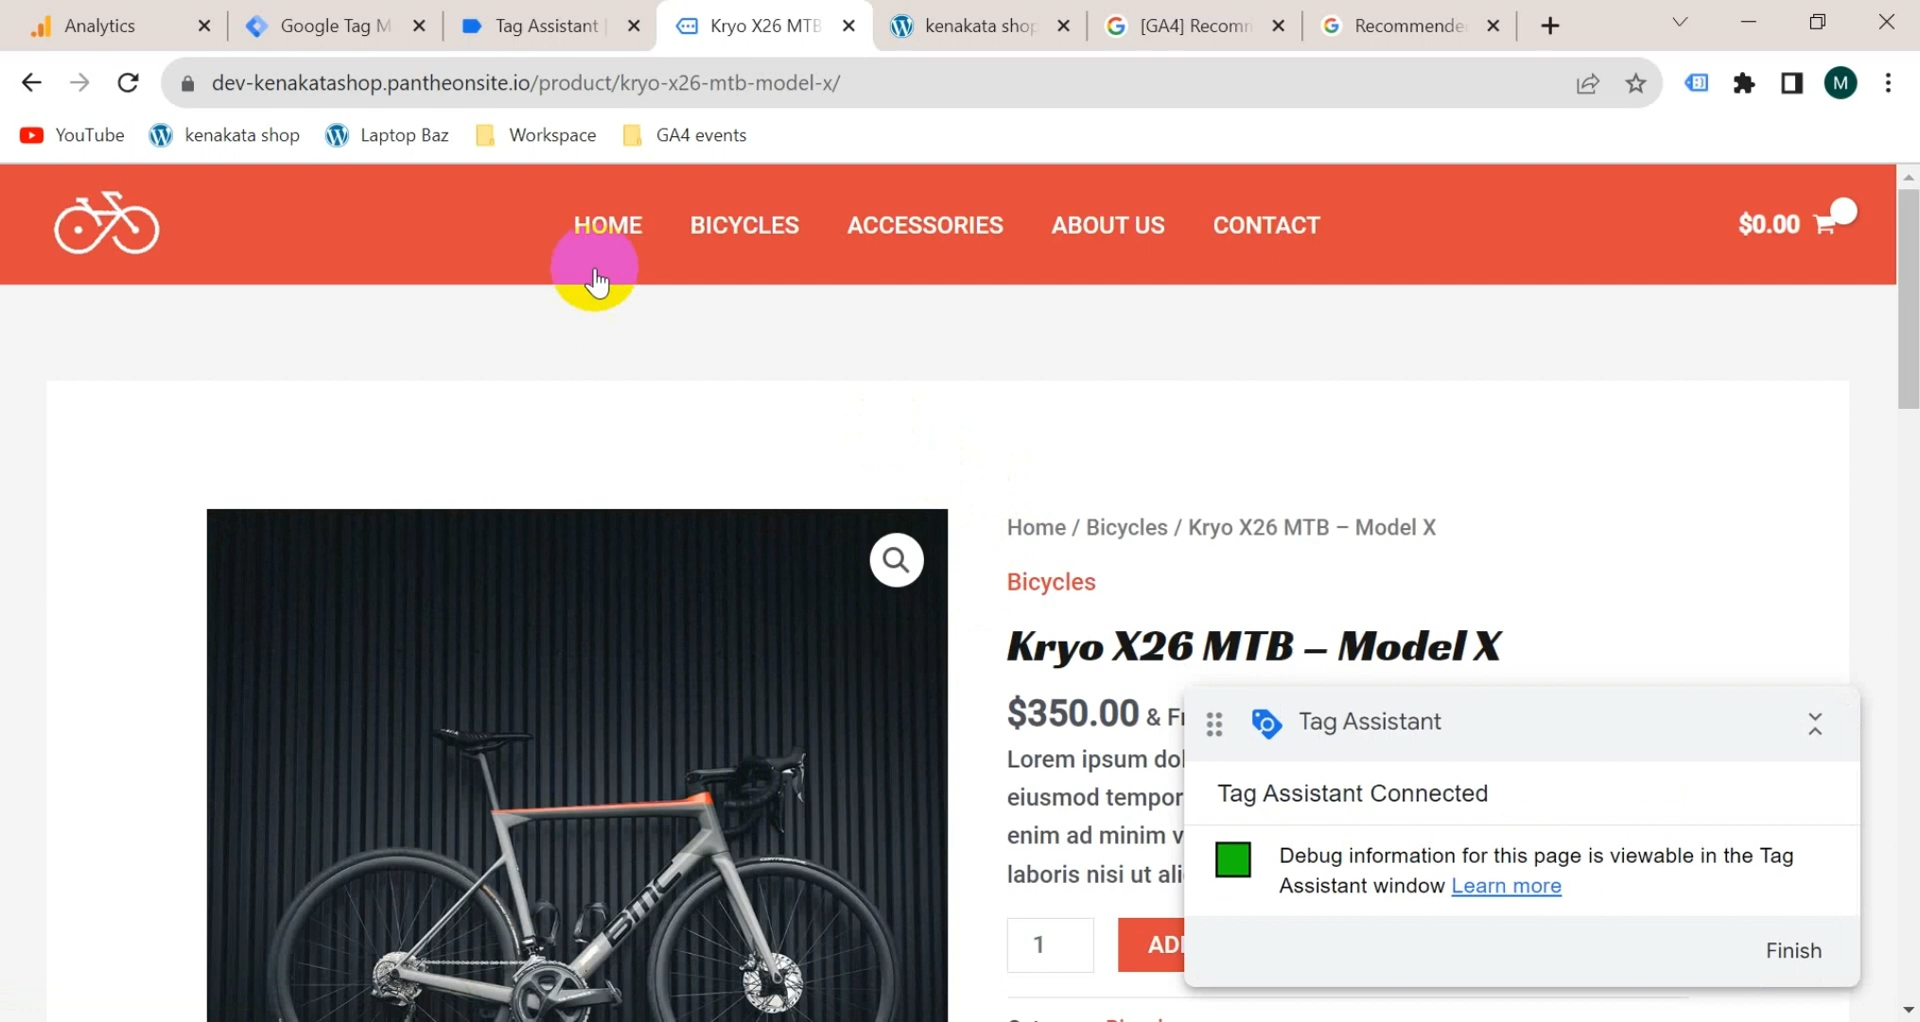 Analytics
Google Tag M
Tag Assistant
Kryo X26 MTB
kenakata shop
[GA4] Recomm
Recommende
dev-kenakatashop.pantheonsite.io/product/kryo-x26-mtb-model-x/
M
YouTube
kenakata shop
Laptop Baz
Workspace
GA4 events
HOME
BICYCLES
ACCESSORIES
ABOUT US
CONTACT
$0.00
Home / Bicycles / Kryo X26 MTB – Model X
Bicycles
Kryo X26 MTB – Model X
$350.00 & Fr
Lorem ipsum dol
eiusmod tempor
enim ad minim v
laboris nisi ut ali
1
ADD
Tag Assistant
Tag Assistant Connected
Debug information for this page is viewable in the Tag
Assistant window Learn more
Finish
BMC